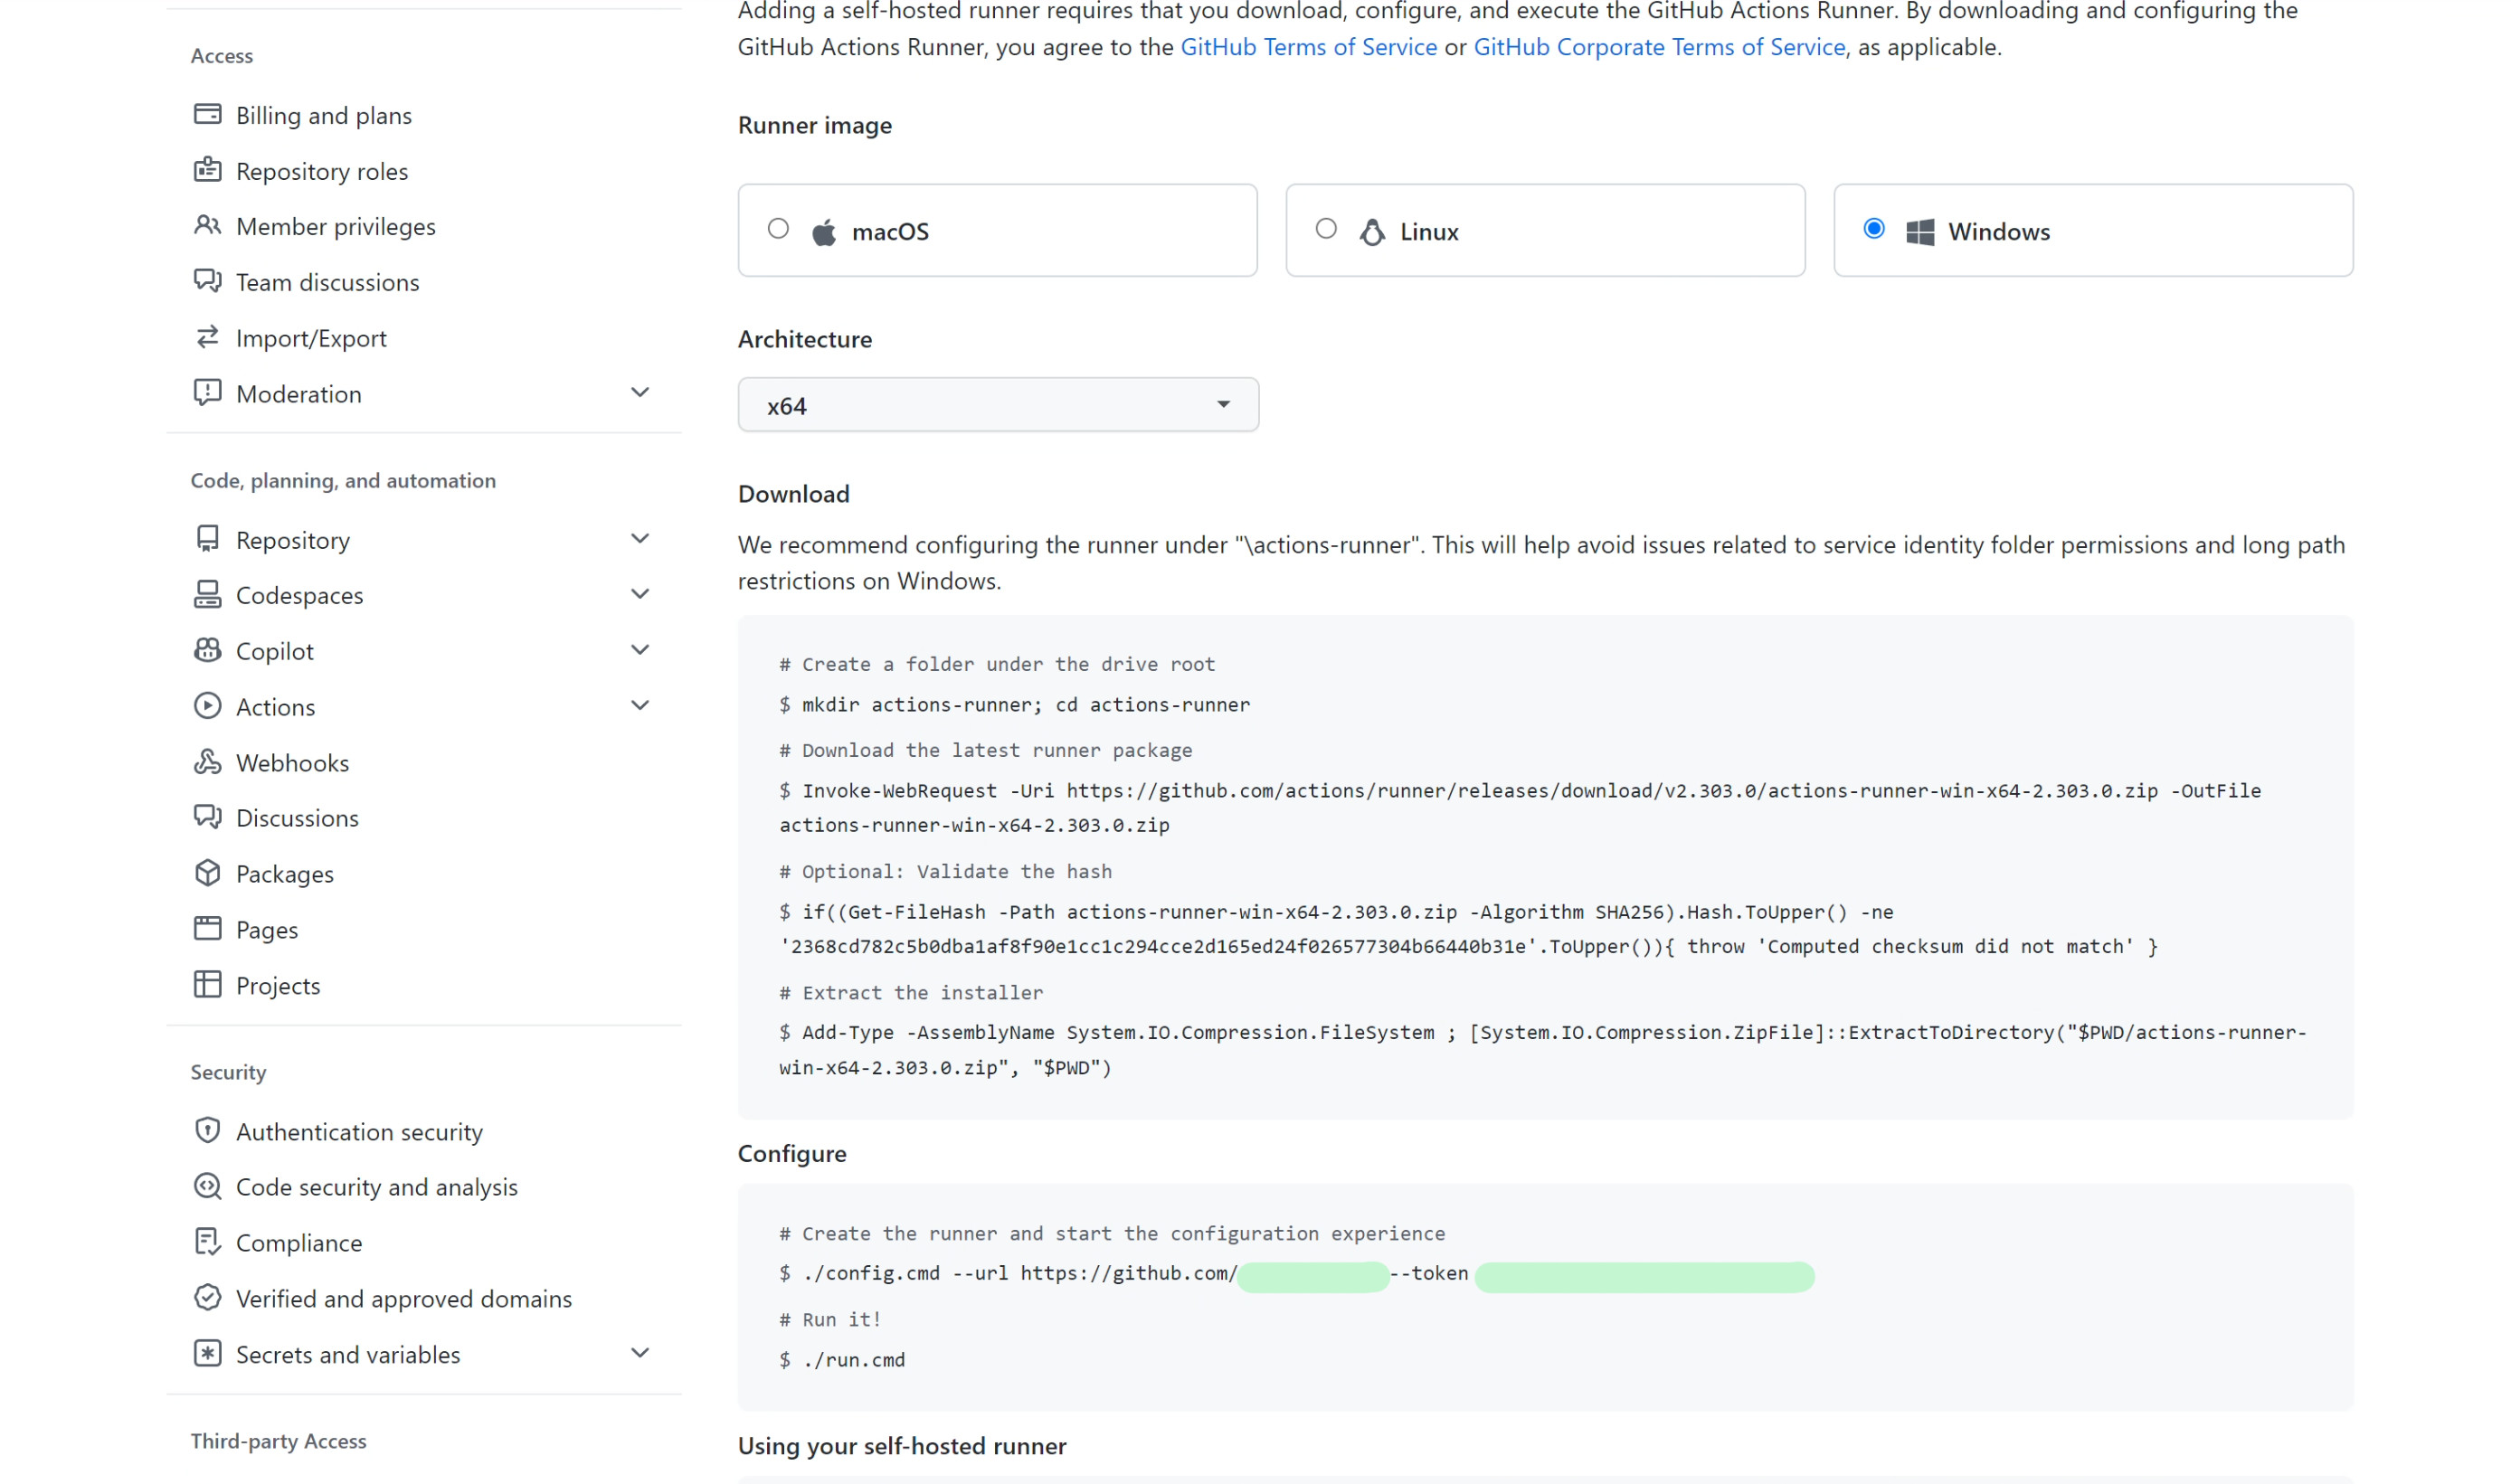 Access
Billing and plans
Repository roles
Member privileges
Team discussions
Import/Export
Moderation
Code, planning, and automation
Repository
Codespaces
Copilot
Actions
Webhooks
Discussions
Packages
Pages
Projects
Security
Authentication security
Code security and analysis
Compliance
Verified and approved domains
Secrets and variables
Third-party Access
Adding a self-hosted runner requires that you download, configure, and execute the GitHub Actions Runner. By downloading and configuring the
GitHub Actions Runner, you agree to the GitHub Terms of Service or GitHub Corporate Terms of Service, as applicable.
Runner image
macOS
Linux
Windows
Architecture
x64
Download
We recommend configuring the runner under "\actions-runner". This will help avoid issues related to service identity folder permissions and long path
restrictions on Windows.
# Create a folder under the drive root
$ mkdir actions-runner; cd actions-runner
# Download the latest runner package
$ Invoke-WebRequest -Uri https://github.com/actions/runner/releases/download/v2.303.0/actions-runner-win-x64-2.303.0.zip -OutFile
actions-runner-win-x64-2.303.0.zip
# Optional: Validate the hash
$ if((Get-FileHash -Path actions-runner-win-x64-2.303.0.zip -Algorithm SHA256).Hash.ToUpper() -ne
'2368cd782c5b0dba1af8f90e1cc1c294cce2d165ed24f026577304b66440b31e'.ToUpper()){ throw 'Computed checksum did not match' }
# Extract the installer
$ Add-Type -AssemblyName System.IO.Compression.FileSystem ; [System.IO.Compression.ZipFile]::ExtractToDirectory("$PWD/actions-runner-
win-x64-2.303.0.zip", "$PWD")
Configure
# Create the runner and start the configuration experience
$ ./config.cmd --url https://github.com/ --token
# Run it!
$ ./run.cmd
Using your self-hosted runner